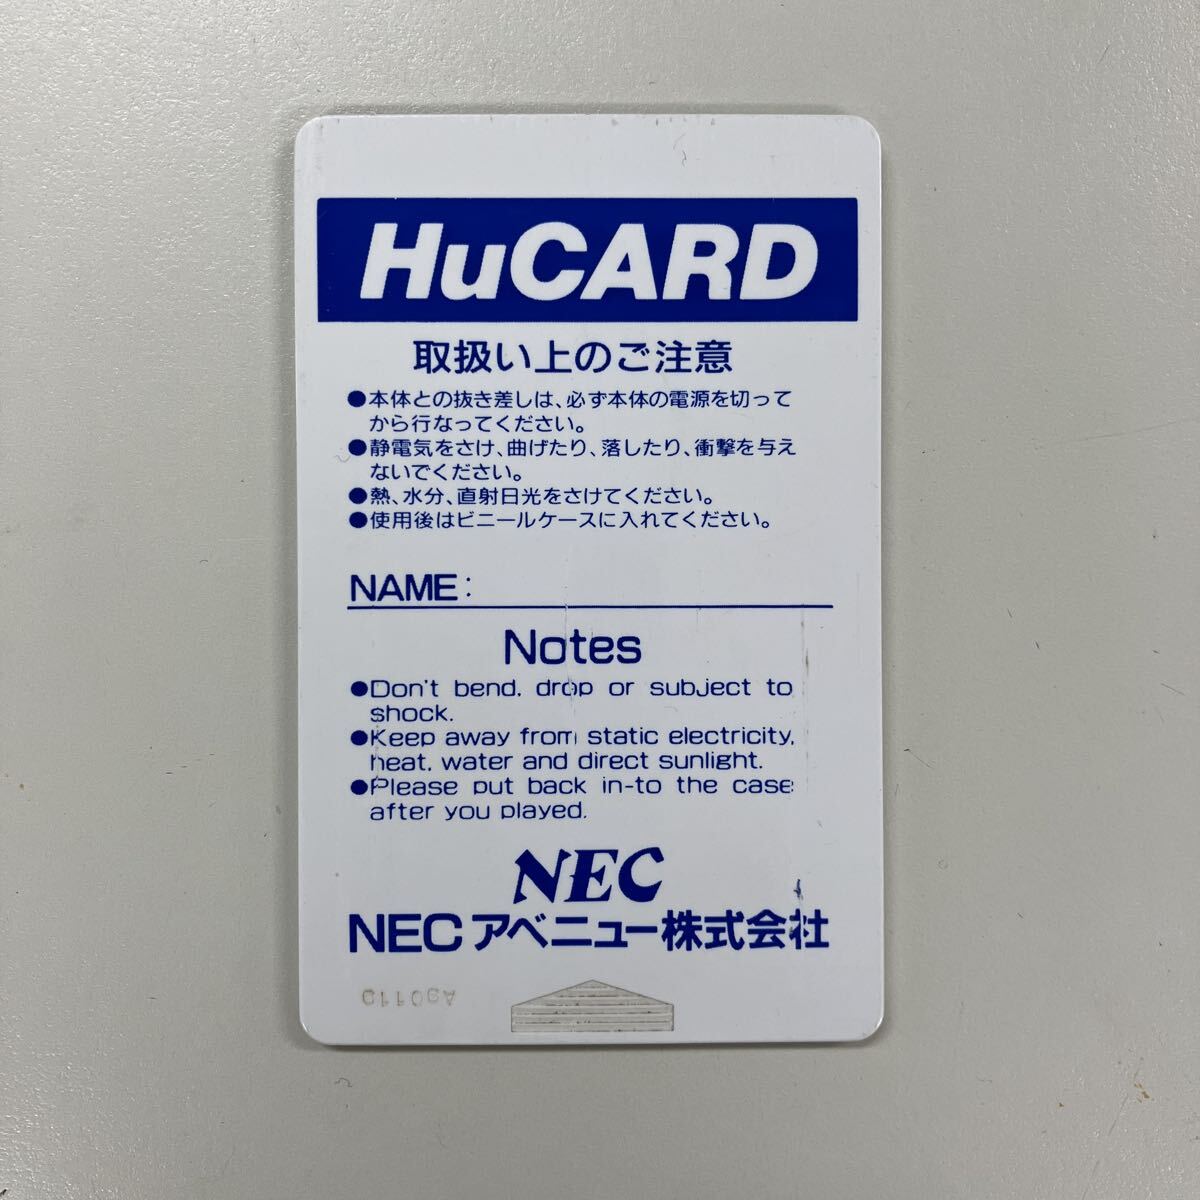 HuCARD
取扱い上のご注意
●本体との抜き差しは、必ず本体の電源を切って
から行なってください。
●静電気をさけ、曲げたり、落したり、衝撃を与え
ないでください。
●熱、水分、直射日光をさけてください。
●使用後はビニールケースに入れてください。
NAME:
Notes
●Don't bend, drop or subject to
shock.
●Keep away from static electricity,
heat, water and direct sunlight.
●Please put back in-to the case
after you played.
NEC
NECアベニュー株式会社